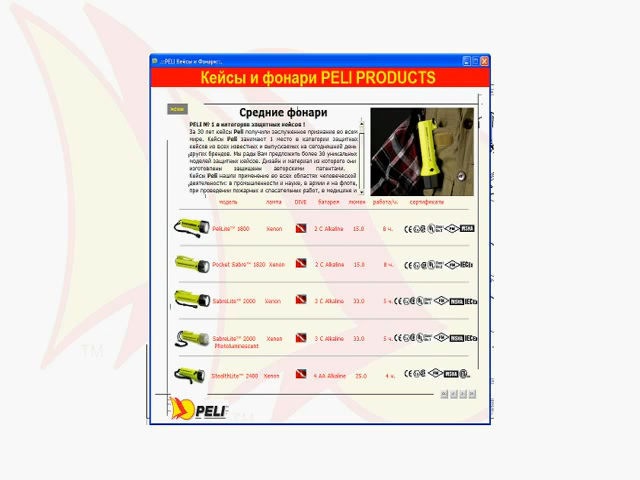 .::PELI Кейсы и Фонари::.
Кейсы и фонари PELI PRODUCTS
меню
Средние фонари
PELI № 1 в категории защитных кейсов !
За 30 лет кейсы Peli получили заслуженное признание во всем
мире. Кейсы Peli занимают 1 место в категории защитных
кейсов из всех известных и выпускаемых на сегодняшний день
других брендов. Мы рады Вам предложить более 38 уникальных
моделей защитных кейсов. Дизайн и материал из которого они
изготовлены защищены авторскими патентами.
Кейсы Peli нашли применение во всех областях человеческой
деятельности: в промышленности и науке, в армии и на флоте,
при проведении пожарных и спасательных работ, в медицине и
модель лампа DIVE батареи люмен работа/ч. сертификаты
PeliLite™ 1800 Xenon 2 C Alkaline 15.0 8 ч.
Pocket Sabre™ 1820 Xenon 2 C Alkaline 15.0 8 ч.
SabreLite™ 2000 Xenon 3 C Alkaline 33.0 5 ч.
SabreLite™ 2000 Xenon 3 C Alkaline 33.0 5 ч.
Photoluminescent
StealthLite™ 2400 Xenon 4 AA Alkaline 25.0 4 ч.
PELI
TM